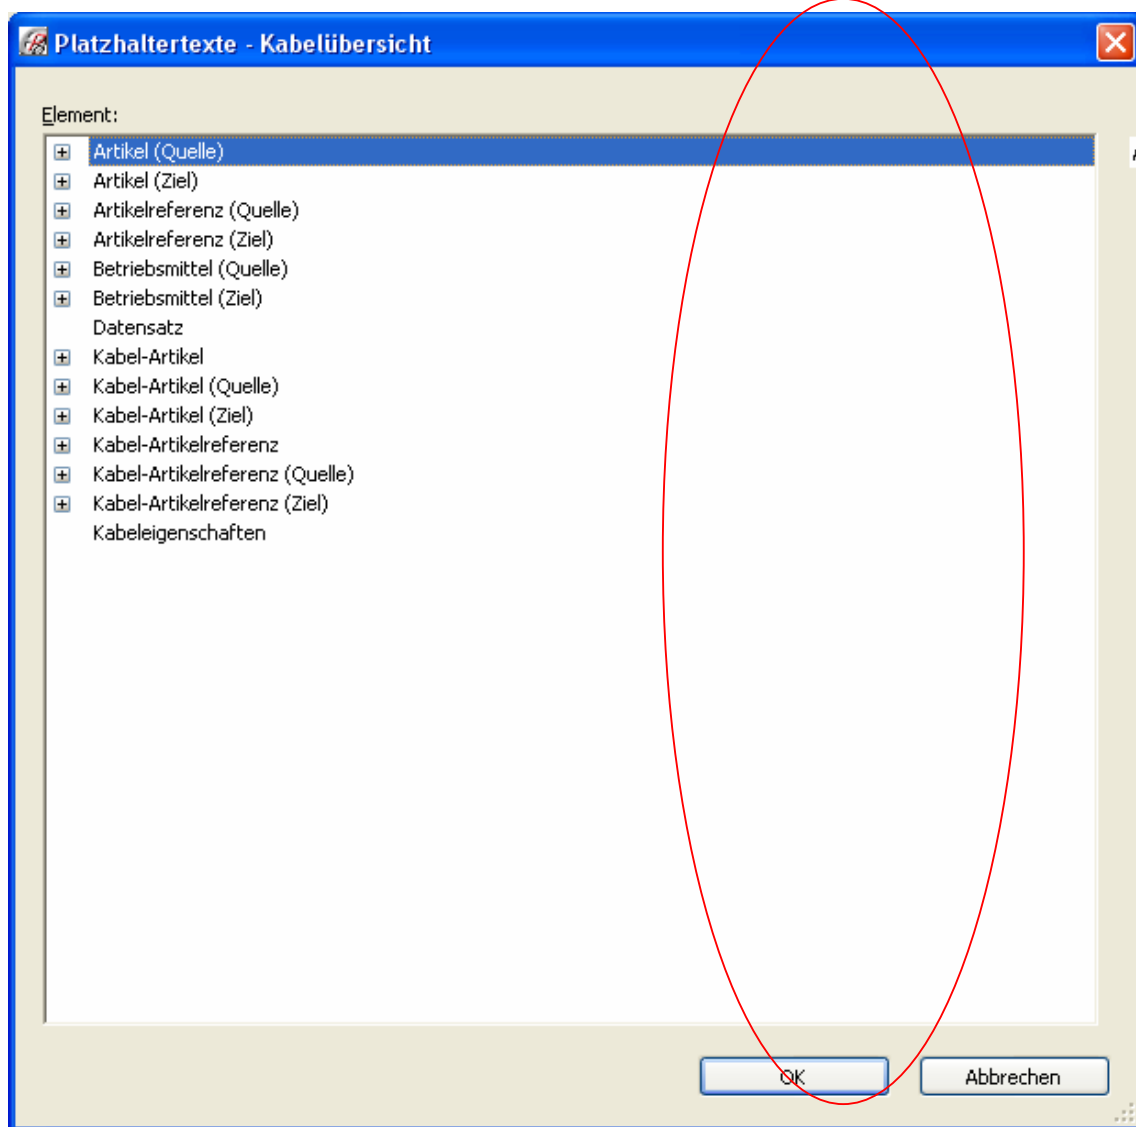 Platzhaltertexte - Kabelübersicht
Element:
Artikel (Quelle)
Artikel (Ziel)
Artikelreferenz (Quelle)
Artikelreferenz (Ziel)
Betriebsmittel (Quelle)
Betriebsmittel (Ziel)
Datensatz
Kabel-Artikel
Kabel-Artikel (Quelle)
Kabel-Artikel (Ziel)
Kabel-Artikelreferenz
Kabel-Artikelreferenz (Quelle)
Kabel-Artikelreferenz (Ziel)
Kabeleigenschaften
OK Abbrechen